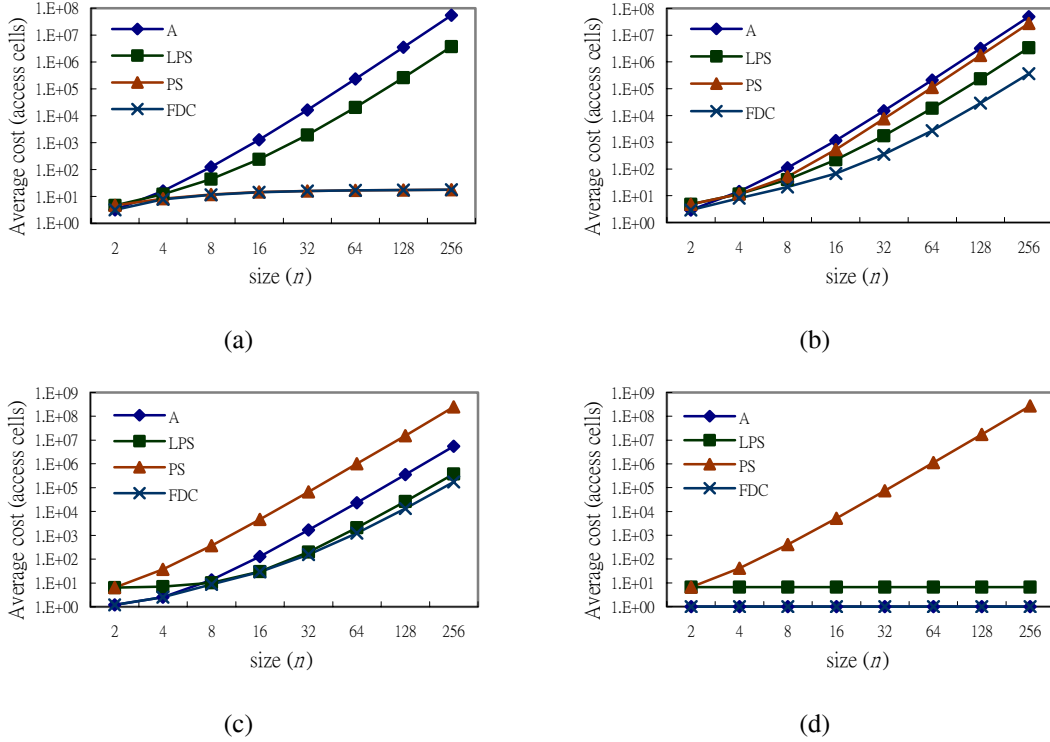 1.E+08
1.E+07
1.E+06
1.E+05
1.E+04
1.E+03
1.E+02
1.E+01
1.E+00
Average cost (access cells)
A
LPS
PS
FDC
2 4 8 16 32 64 128 256
size (n)
(a)
1.E+08
1.E+07
1.E+06
1.E+05
1.E+04
1.E+03
1.E+02
1.E+01
1.E+00
Average cost (access cells)
A
LPS
PS
FDC
2 4 8 16 32 64 128 256
size (n)
(b)
1.E+09
1.E+08
1.E+07
1.E+06
1.E+05
1.E+04
1.E+03
1.E+02
1.E+01
1.E+00
Average cost (access cells)
A
LPS
PS
FDC
2 4 8 16 32 64 128 256
size (n)
(c)
1.E+09
1.E+08
1.E+07
1.E+06
1.E+05
1.E+04
1.E+03
1.E+02
1.E+01
1.E+00
Average cost (access cells)
A
LPS
PS
FDC
2 4 8 16 32 64 128 256
size (n)
(d)